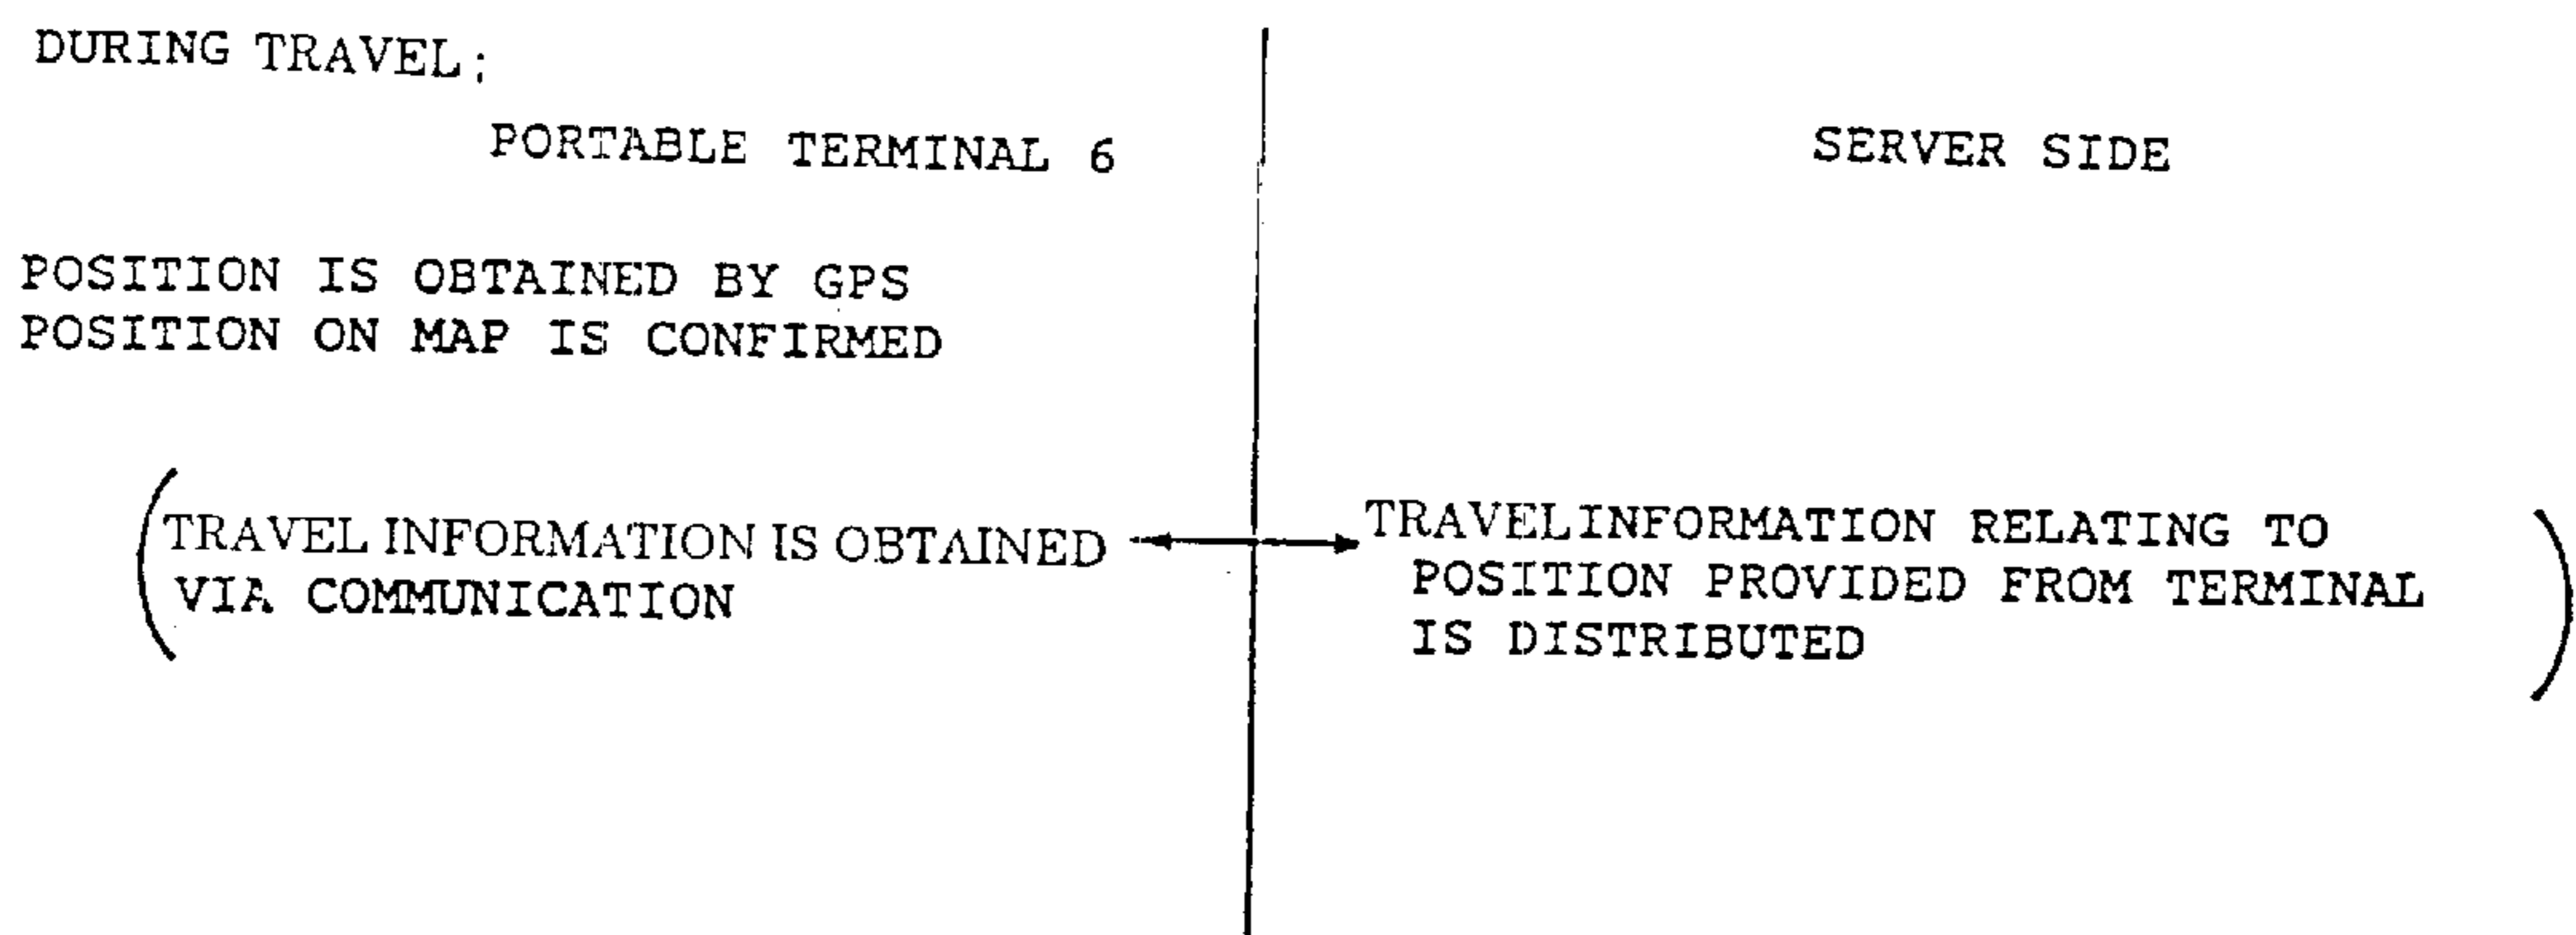 DURING TRAVEL;
PORTABLE TERMINAL 6
SERVER SIDE
POSITION IS OBTAINED BY GPS
POSITION ON MAP IS CONFIRMED
TRAVEL INFORMATION IS OBTAINED
VIA COMMUNICATION
TRAVELINFORMATION RELATING TO
POSITION PROVIDED FROM TERMINAL
IS DISTRIBUTED